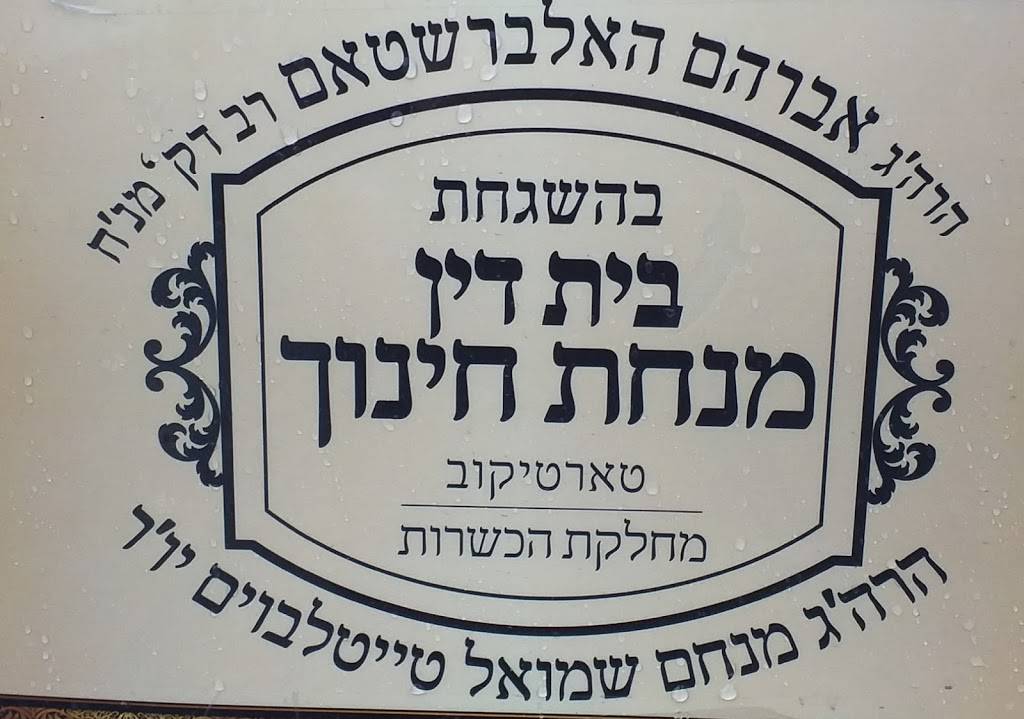 הרה'ג אברהם האלברשטאם רב דק' מנ'ח
בהשגחת
בית דין
מנחת חינוך
טארטיקוב
מחלקת הכשרות
הרה'ג מנחם שמואל טייטלבוים יו'ר